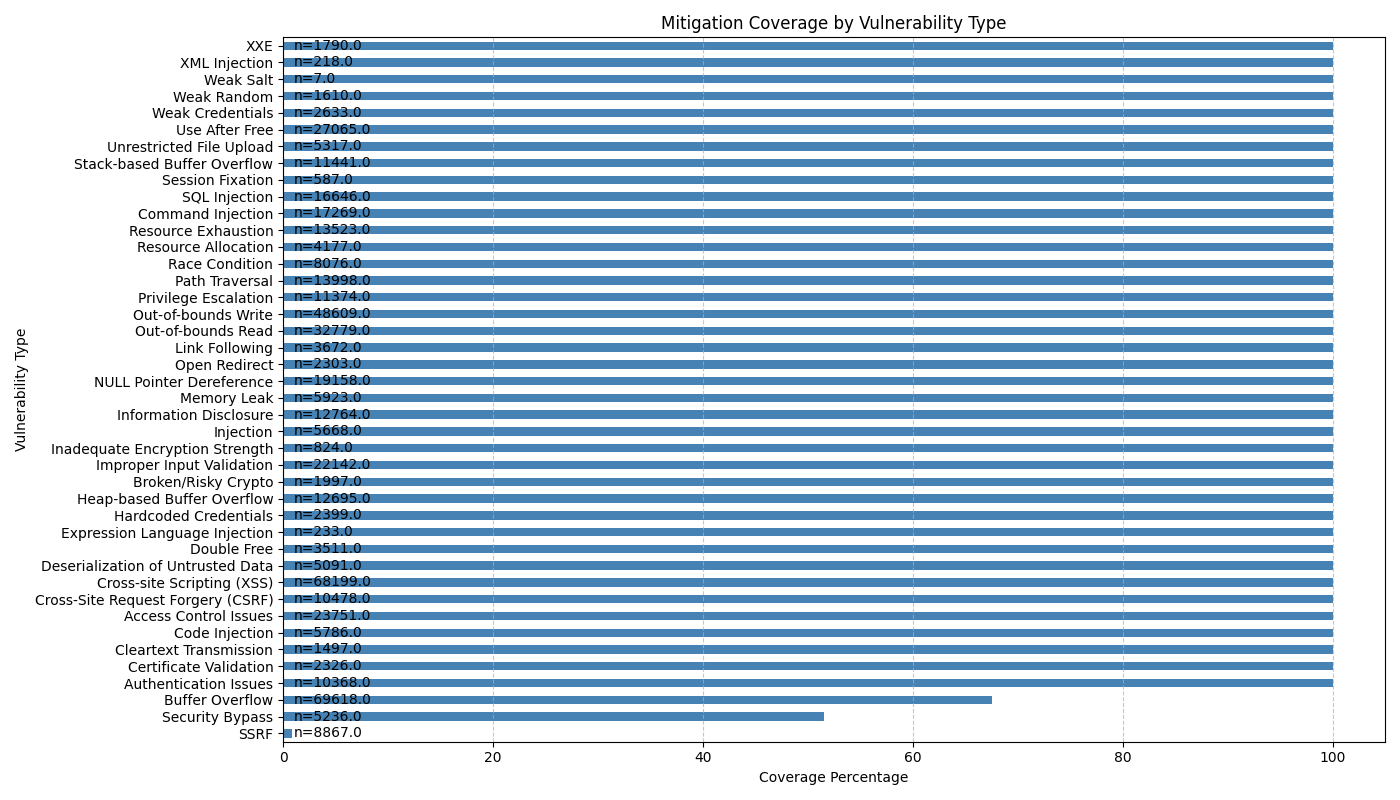 Mitigation Coverage by Vulnerability Type
XXE n=1790.0
XML Injection n=218.0
Weak Salt n=7.0
Weak Random n=1610.0
Weak Credentials n=2633.0
Use After Free n=27065.0
Unrestricted File Upload n=5317.0
Stack-based Buffer Overflow n=11441.0
Session Fixation n=587.0
SQL Injection n=16646.0
Command Injection n=17269.0
Resource Exhaustion n=13523.0
Resource Allocation n=4177.0
Race Condition n=8076.0
Path Traversal n=13998.0
Privilege Escalation n=11374.0
Out-of-bounds Write n=48609.0
Out-of-bounds Read n=32779.0
Link Following n=3672.0
Open Redirect n=2303.0
NULL Pointer Dereference n=19158.0
Memory Leak n=5923.0
Information Disclosure n=12764.0
Injection n=5668.0
Inadequate Encryption Strength n=824.0
Improper Input Validation n=22142.0
Broken/Risky Crypto n=1997.0
Heap-based Buffer Overflow n=12695.0
Hardcoded Credentials n=2399.0
Expression Language Injection n=233.0
Double Free n=3511.0
Deserialization of Untrusted Data n=5091.0
Cross-site Scripting (XSS) n=68199.0
Cross-Site Request Forgery (CSRF) n=10478.0
Access Control Issues n=23751.0
Code Injection n=5786.0
Cleartext Transmission n=1497.0
Certificate Validation n=2326.0
Authentication Issues n=10368.0
Buffer Overflow n=69618.0
Security Bypass n=5236.0
SSRF n=8867.0
0 20 40 60 80 100
Coverage Percentage
Vulnerability Type